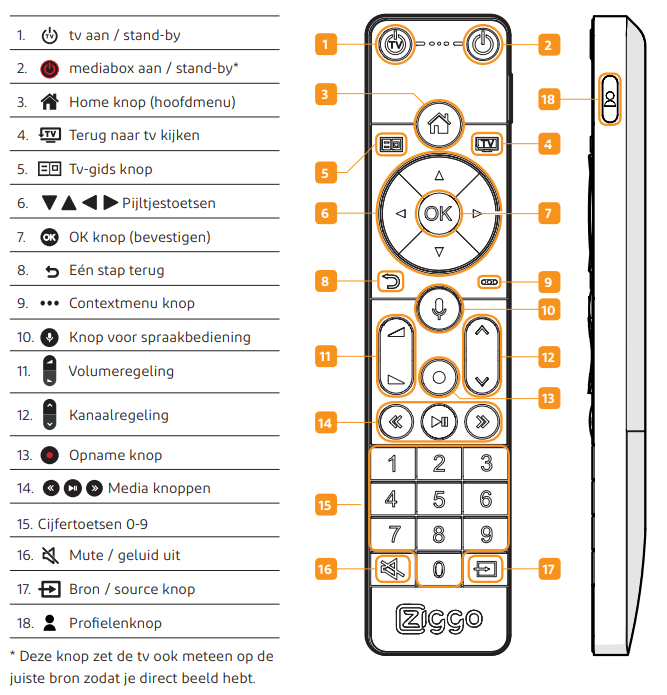 1. tv aan / stand-by
2. mediabox aan / stand-by*
3. Home knop (hoofdmenu)
4. TV Terug naar tv kijken
5. Tv-gids knop
6. Pijltjestoetsen
7. OK OK knop (bevestigen)
8. Eén stap terug
9. Contextmenu knop
10. Knop voor spraakbediening
11. Volumeregeling
12. Kanaalregeling
13. Opname knop
14. Media knoppen
15. Cijfertoetsen 0-9
16. Mute / geluid uit
17. Bron / source knop
18. Profielenknop
* Deze knop zet de tv ook meteen op de
juiste bron zodat je direct beeld hebt.
1 TV 2
3
18
5 TV 4
6 OK 7
8 9
10
11 12
13
14
1 2 3
15 4 5 6
7 8 9
16 0 17
Ziggo